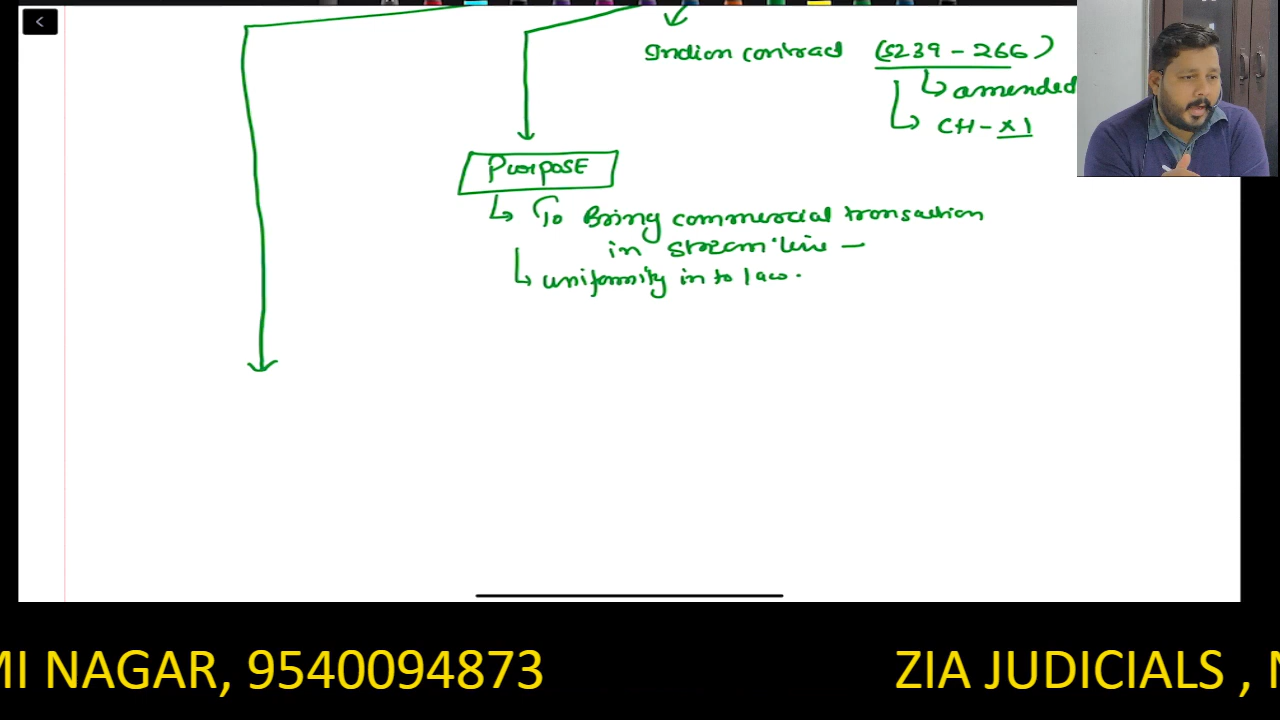 Indian contract (S239 - 266)
amended
CH - XI
PURPOSE
To Bring commercial transaction
in stream line -
uniformity in to law.
MI NAGAR, 9540094873
ZIA JUDICIALS , N